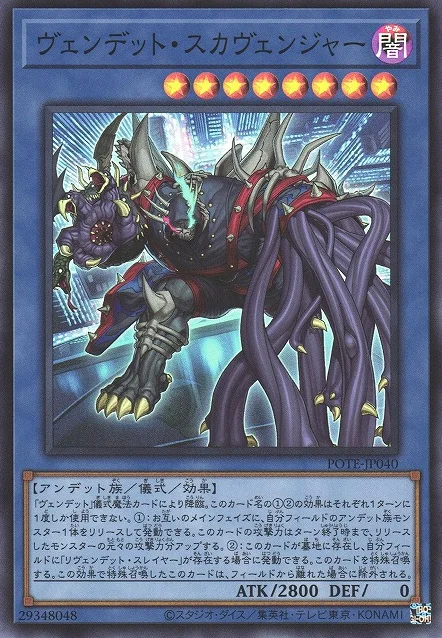 ヴェンデット・スカヴェンジャー
闇
やみ
POTE-JP040
【アンデット族／儀式／効果】
「ヴェンデット」儀式魔法カードにより降臨。このカード名の①②の効果はそれぞれ1ターンに
1度しか使用できない。①：お互いのメインフェイズに、自分フィールドのアンデット族モン
スター1体をリリースして発動できる。このカードの攻撃力はターン終了時まで、リリー
スしたモンスターの元々の攻撃力分アップする。②：このカードが墓地に存在し、自分フィー
ルドに「リヴェンデット・スレイヤー」が存在する場合に発動できる。このカードを特殊召喚
する。この効果で特殊召喚したこのカードは、フィールドから離れた場合に除外される。
ATK/2800 DEF/ 0
29348048
©スタジオ・ダイス／集英社・テレビ東京・KONAMI